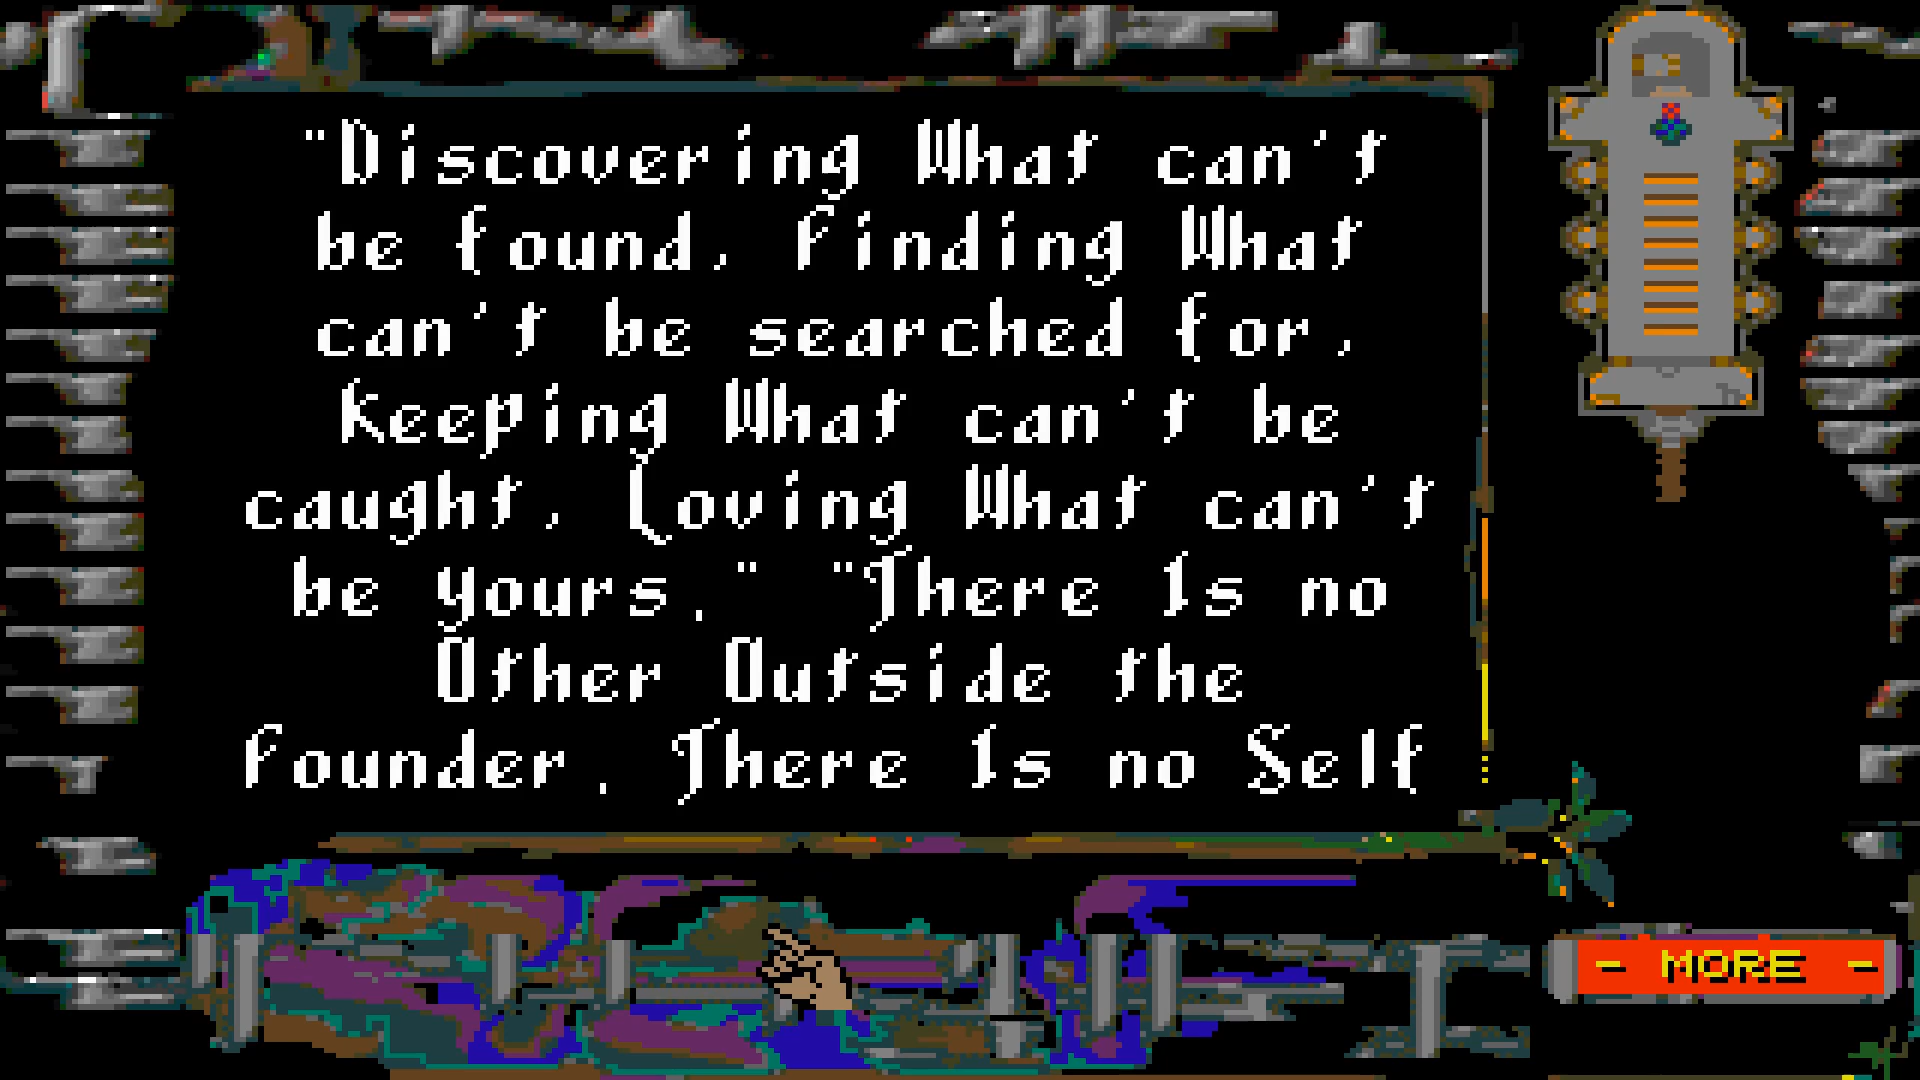 "Discovering What can't
be found, Finding What
can't be searched for,
Keeping What can't be
caught, Loving What can't
be yours." "There Is no
Other Outside the
Founder. There Is no Self
- MORE -